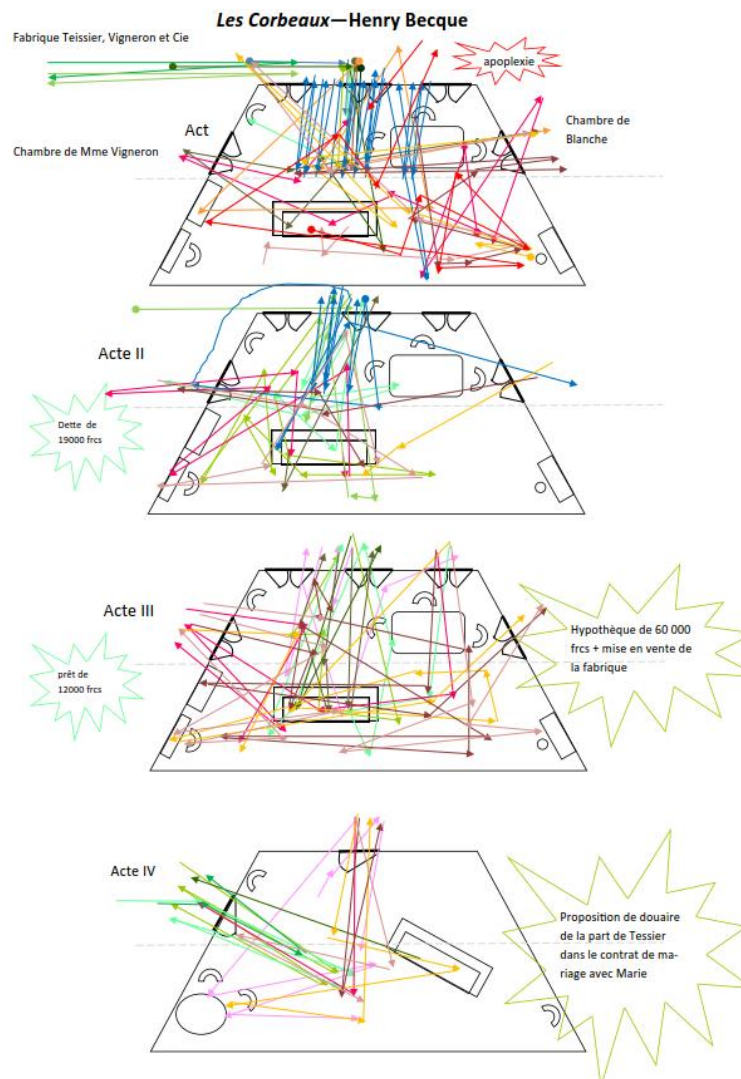 Les Corbeaux—Henry Becque
Fabrique Teissier, Vigneron et Cie
apoplexie
Act
Chambre de
Blanche
Chambre de Mme Vigneron
Acte II
Dette de
19000 frcs
Acte III
Hypothèque de 60 000
frcs + mise en vente de
la fabrique
prêt de
12000 frcs
Acte IV
Proposition de douaire
de la part de Tessier
dans le contrat de ma-
riage avec Marie